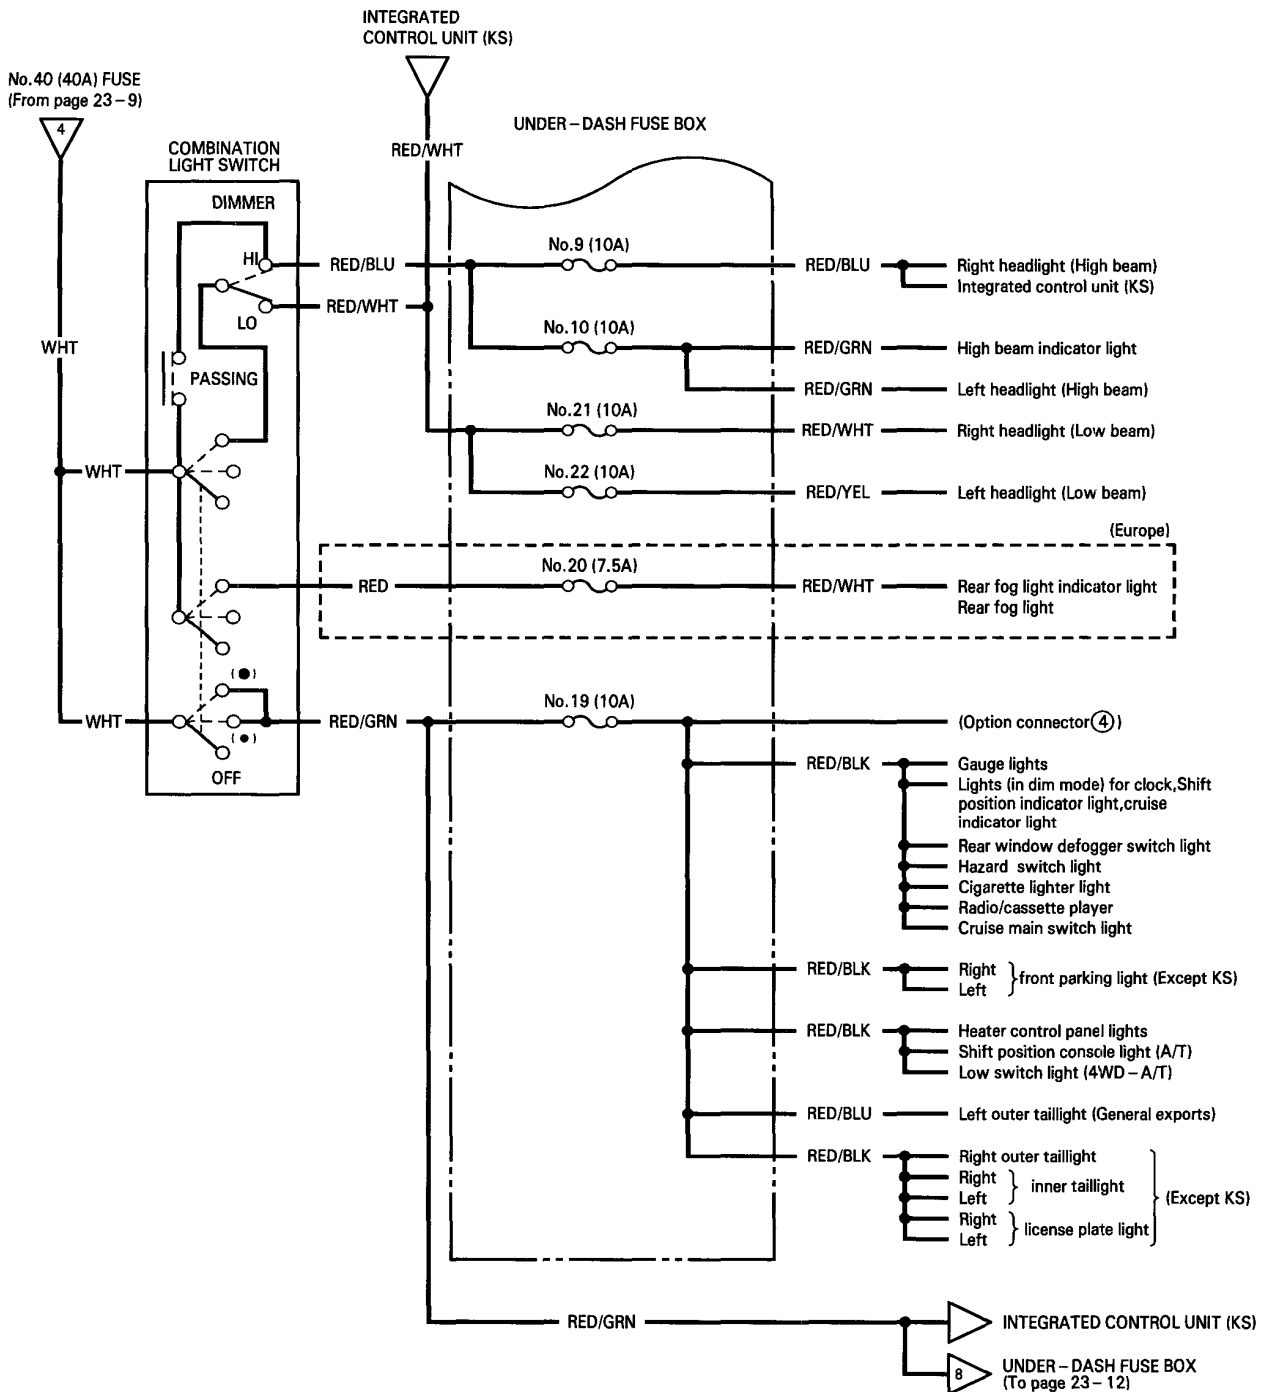 INTEGRATED
CONTROL UNIT (KS)
No.40 (40A) FUSE
(From page 23-9)
4
UNDER-DASH FUSE BOX
COMBINATION
LIGHT SWITCH
RED/WHT
DIMMER
HI
RED/BLU
No.9 (10A)
RED/BLU
Right headlight (High beam)
Integrated control unit (KS)
LO
RED/WHT
WHT
No.10 (10A)
RED/GRN
High beam indicator light
PASSING
RED/GRN
Left headlight (High beam)
No.21 (10A)
RED/WHT
Right headlight (Low beam)
WHT
No.22 (10A)
RED/YEL
Left headlight (Low beam)
(Europe)
RED
No.20 (7.5A)
RED/WHT
Rear fog light indicator light
Rear fog light
(●)
WHT
RED/GRN
No.19 (10A)
(Option connector④)
(•)
OFF
RED/BLK
Gauge lights
Lights (in dim mode) for clock,Shift
position indicator light,cruise
indicator light
Rear window defogger switch light
Hazard switch light
Cigarette lighter light
Radio/cassette player
Cruise main switch light
RED/BLK
Right
Left
front parking light (Except KS)
RED/BLK
Heater control panel lights
Shift position console light (A/T)
Low switch light (4WD-A/T)
RED/BLU
Left outer taillight (General exports)
RED/BLK
Right outer taillight
Right
Left
inner taillight
(Except KS)
Right
Left
license plate light
RED/GRN
INTEGRATED CONTROL UNIT (KS)
8
UNDER-DASH FUSE BOX
(To page 23-12)